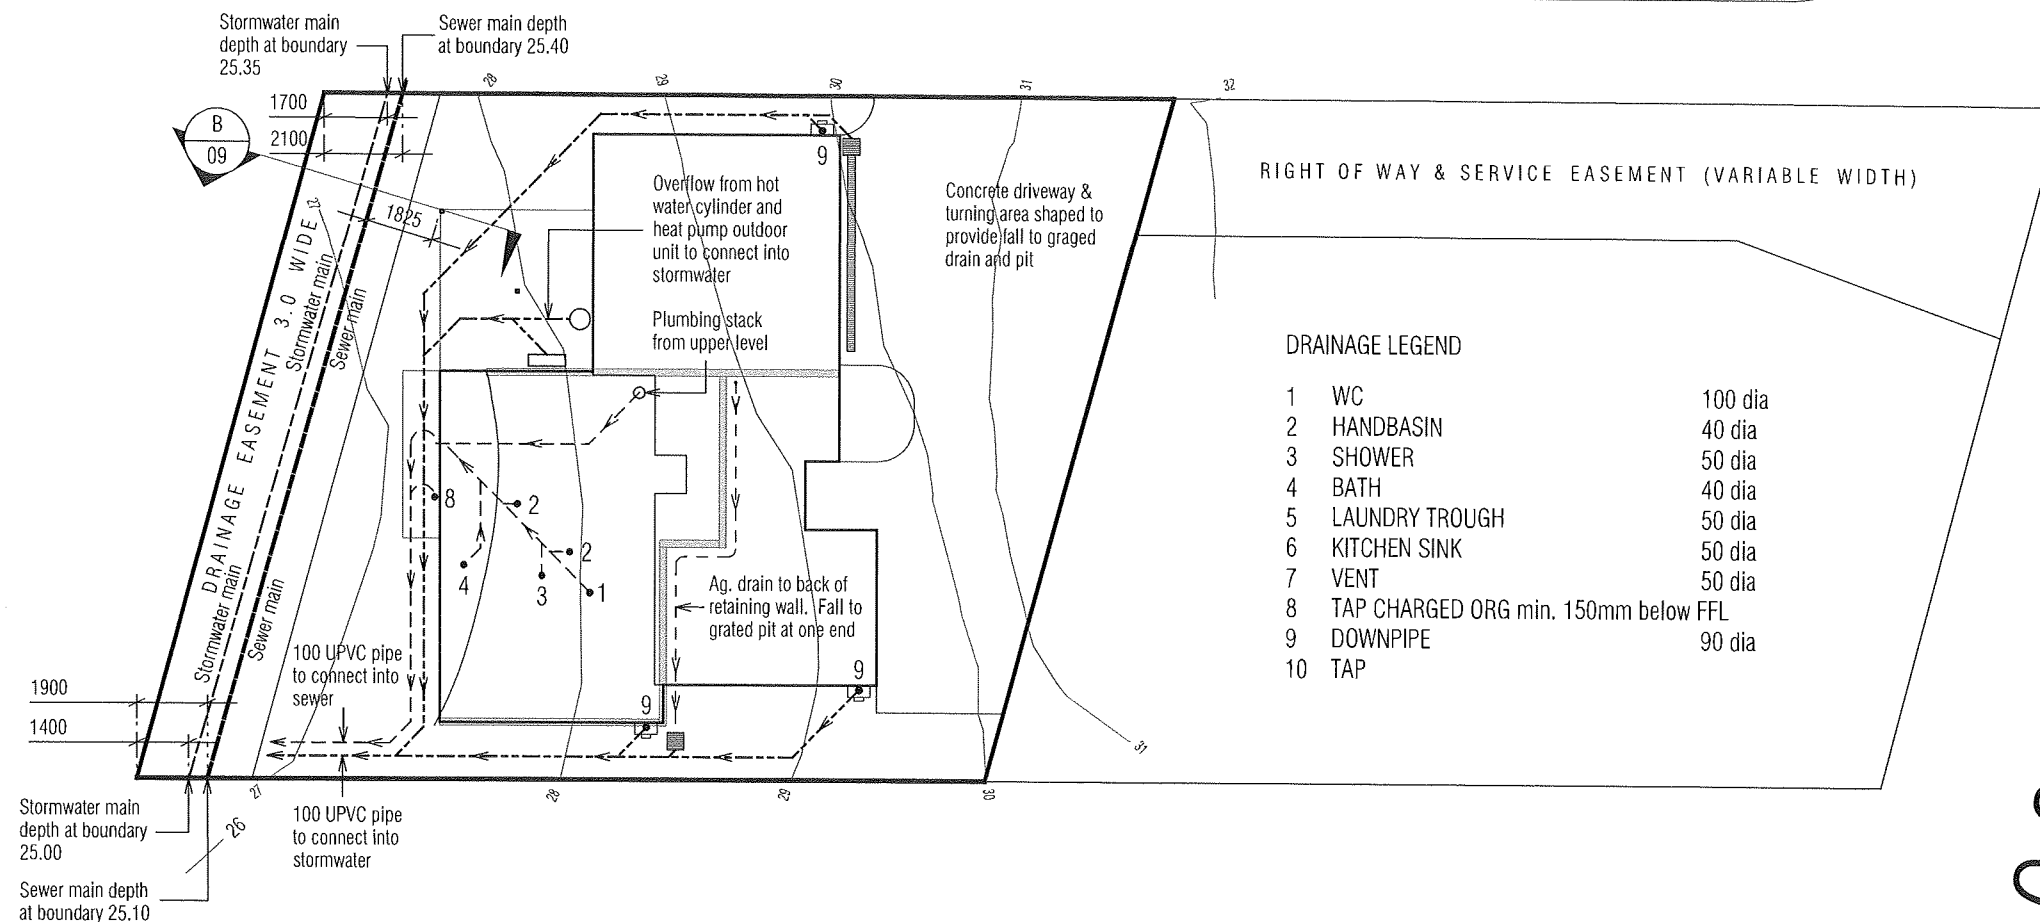 Stormwater main
depth at boundary
25.35
Sewer main depth
at boundary 25.40
28
29
30
31
32
1700
2100
B
09
1825
27
DRAINAGE EASEMENT 3.0 WIDE
Stormwater main
Sewer main
Stormwater main
Sewer main
Overflow from hot
water cylinder and
heat pump outdoor
unit to connect into
stormwater
Plumbing stack
from upper level
9
Concrete driveway &
turning area shaped to
provide fall to graged
drain and pit
RIGHT OF WAY & SERVICE EASEMENT (VARIABLE WIDTH)
8
2
2
4
3
1
Ag. drain to back of
retaining wall. Fall to
grated pit at one end
9
9
100 UPVC pipe
to connect into
sewer
1900
1400
100 UPVC pipe
to connect into
stormwater
Stormwater main
depth at boundary
25.00
Sewer main depth
at boundary 25.10
26
27
28
29
30
31
DRAINAGE LEGEND
1 WC 100 dia
2 HANDBASIN 40 dia
3 SHOWER 50 dia
4 BATH 40 dia
5 LAUNDRY TROUGH 50 dia
6 KITCHEN SINK 50 dia
7 VENT 50 dia
8 TAP CHARGED ORG min. 150mm below FFL
9 DOWNPIPE 90 dia
10 TAP